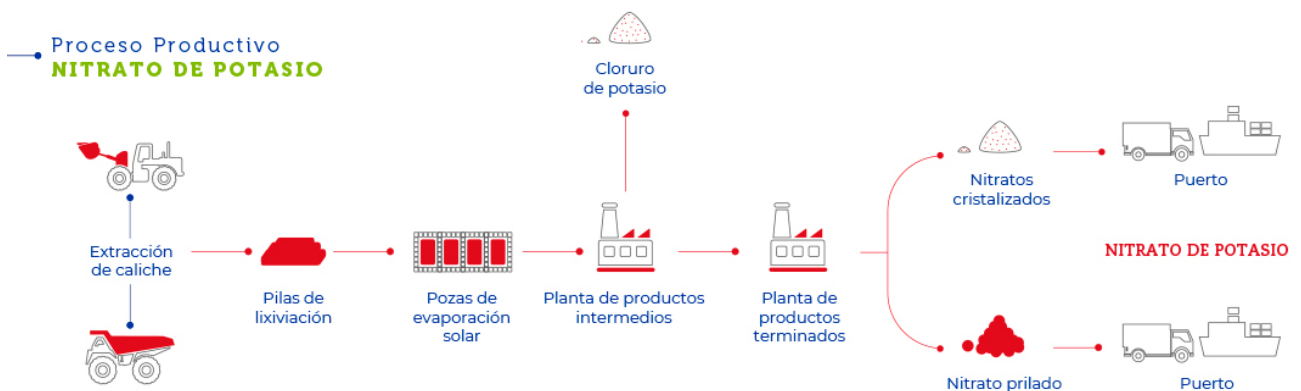 Proceso Productivo
NITRATO DE POTASIO
Cloruro
de potasio
Extracción
de caliche
Pilas de
lixiviación
Pozas de
evaporación
solar
Planta de productos
intermedios
Planta de
productos
terminados
Nitratos
cristalizados
Puerto
NITRATO DE POTASIO
Nitrato prilado
Puerto